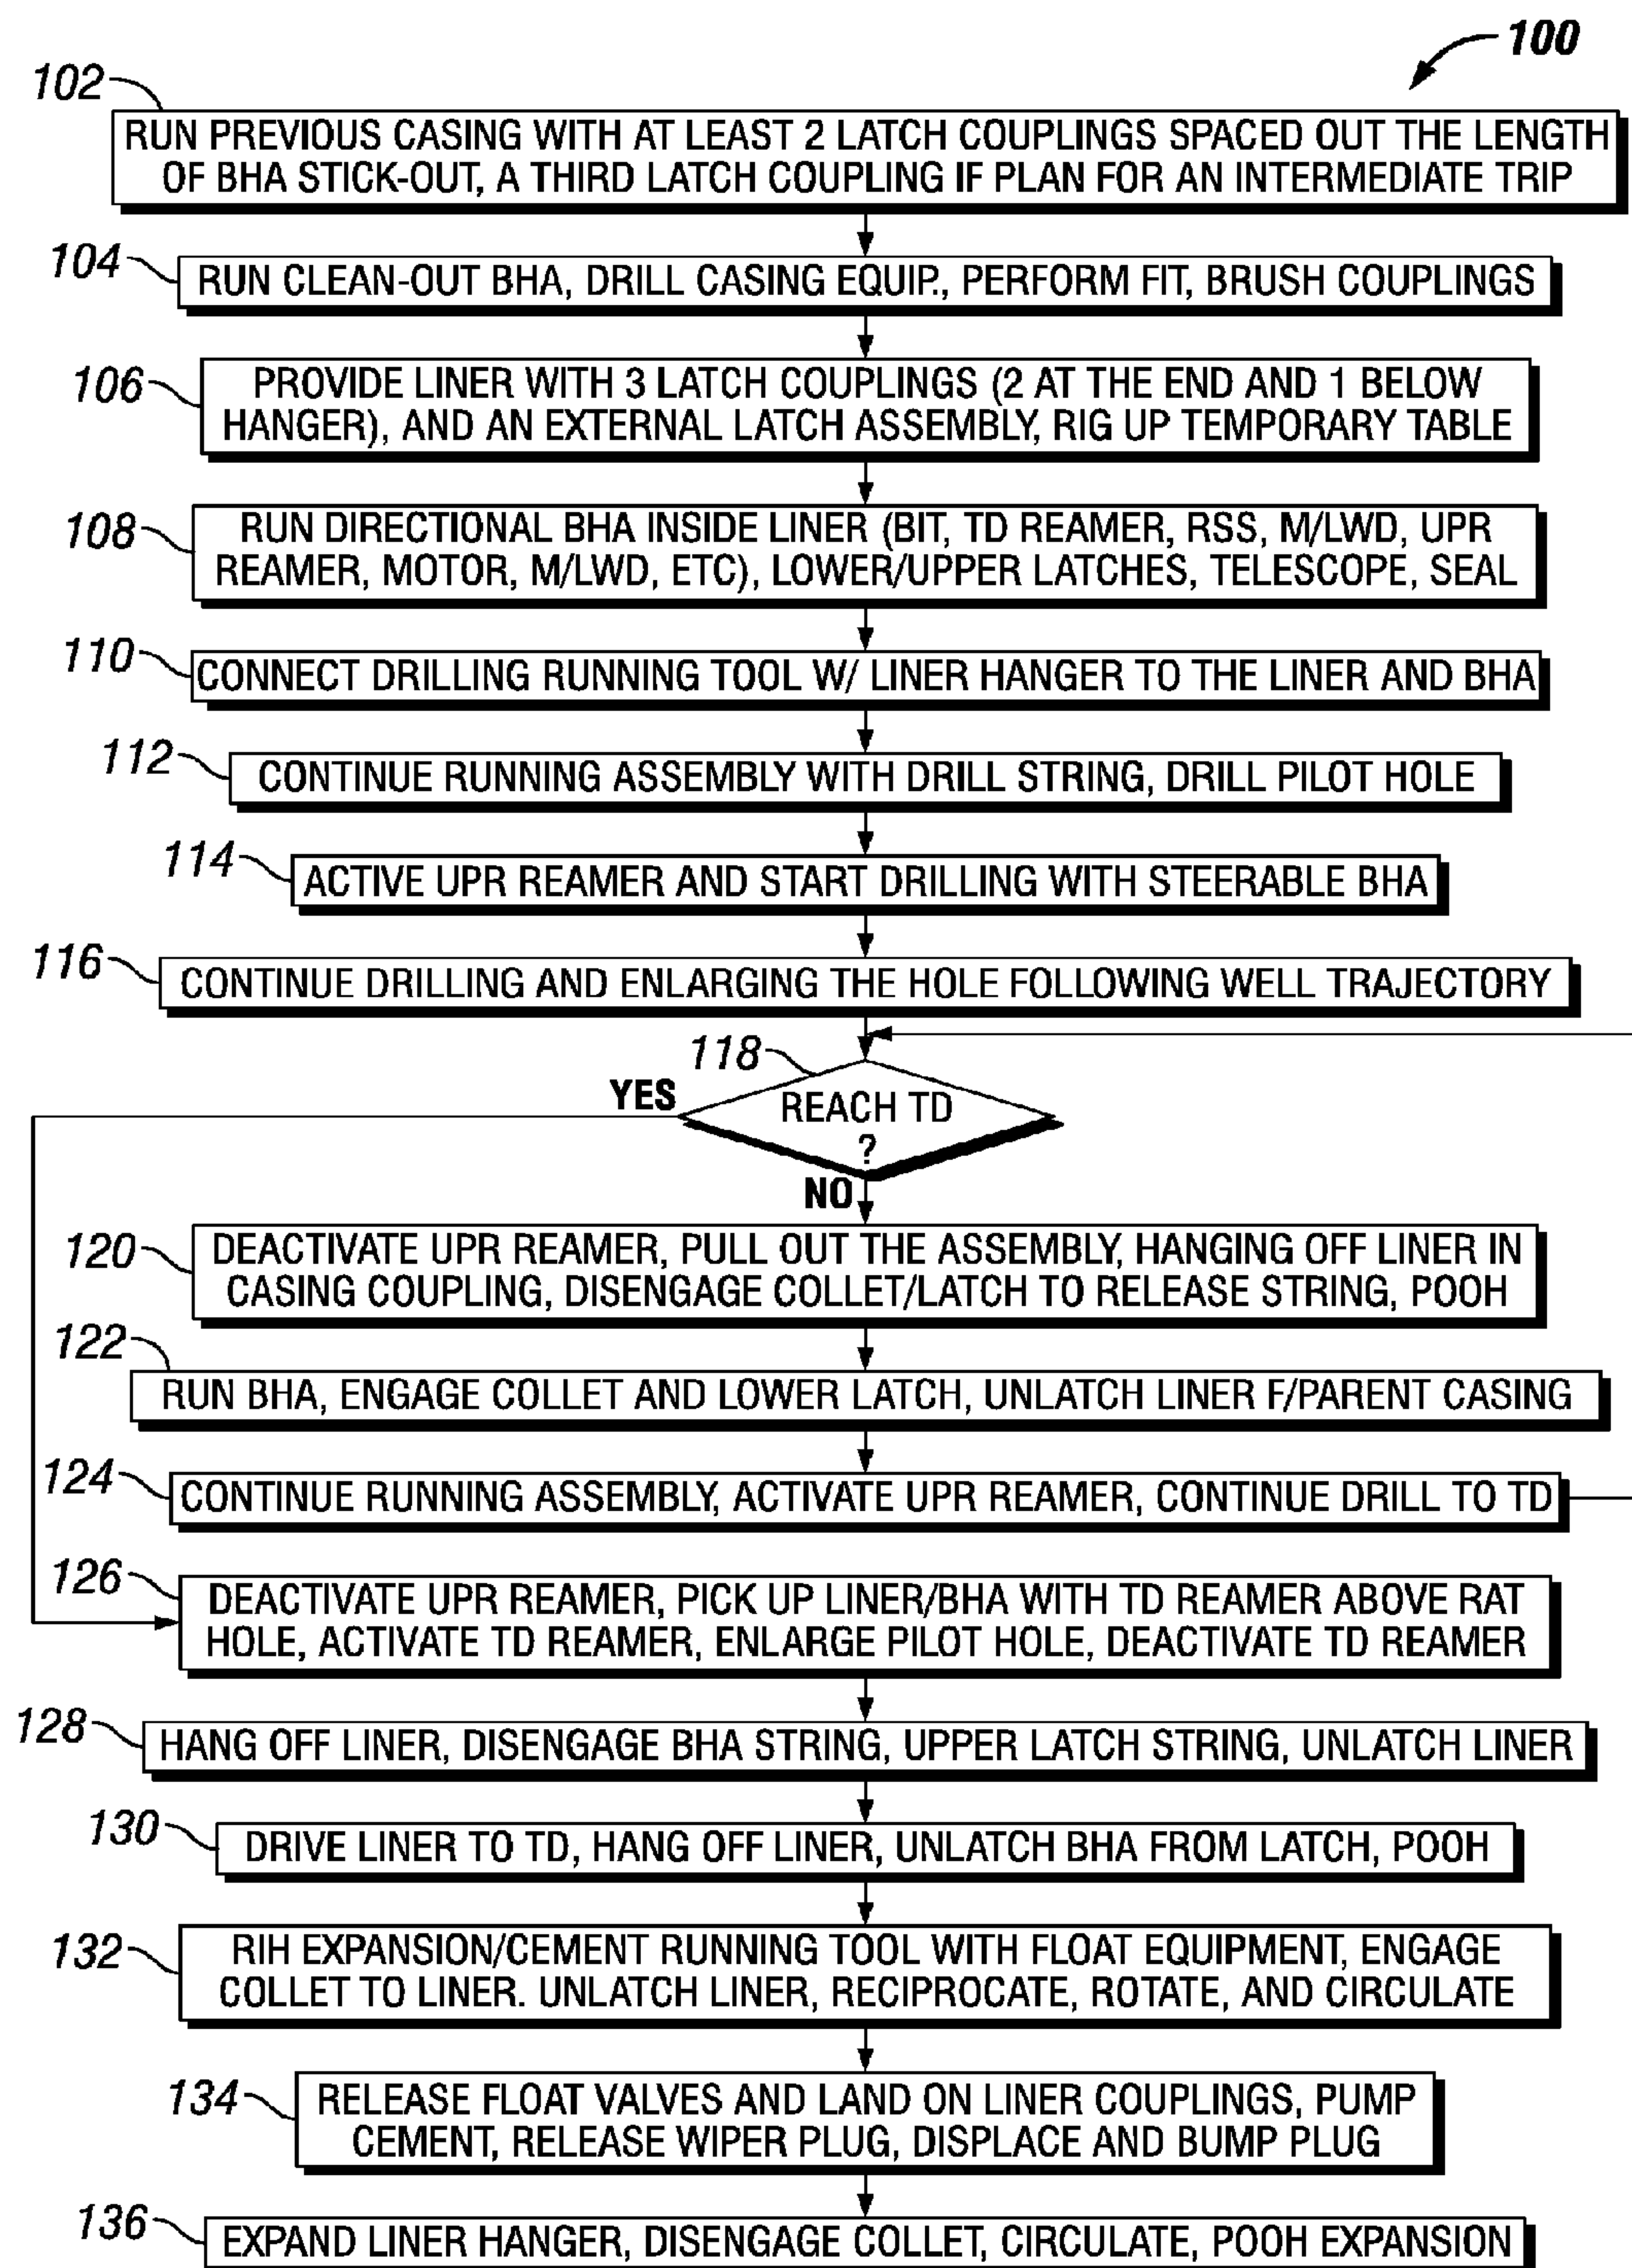 100
102
RUN PREVIOUS CASING WITH AT LEAST 2 LATCH COUPLINGS SPACED OUT THE LENGTH
OF BHA STICK-OUT, A THIRD LATCH COUPLING IF PLAN FOR AN INTERMEDIATE TRIP
104
RUN CLEAN-OUT BHA, DRILL CASING EQUIP., PERFORM FIT, BRUSH COUPLINGS
106
PROVIDE LINER WITH 3 LATCH COUPLINGS (2 AT THE END AND 1 BELOW
HANGER), AND AN EXTERNAL LATCH ASSEMBLY, RIG UP TEMPORARY TABLE
108
RUN DIRECTIONAL BHA INSIDE LINER (BIT, TD REAMER, RSS, M/LWD, UPR
REAMER, MOTOR, M/LWD, ETC), LOWER/UPPER LATCHES, TELESCOPE, SEAL
110
CONNECT DRILLING RUNNING TOOL W/ LINER HANGER TO THE LINER AND BHA
112
CONTINUE RUNNING ASSEMBLY WITH DRILL STRING, DRILL PILOT HOLE
114
ACTIVE UPR REAMER AND START DRILLING WITH STEERABLE BHA
116
CONTINUE DRILLING AND ENLARGING THE HOLE FOLLOWING WELL TRAJECTORY
118
YES
REACH TD
?
NO
120
DEACTIVATE UPR REAMER, PULL OUT THE ASSEMBLY, HANGING OFF LINER IN
CASING COUPLING, DISENGAGE COLLET/LATCH TO RELEASE STRING, POOH
122
RUN BHA, ENGAGE COLLET AND LOWER LATCH, UNLATCH LINER F/PARENT CASING
124
CONTINUE RUNNING ASSEMBLY, ACTIVATE UPR REAMER, CONTINUE DRILL TO TD
126
DEACTIVATE UPR REAMER, PICK UP LINER/BHA WITH TD REAMER ABOVE RAT
HOLE, ACTIVATE TD REAMER, ENLARGE PILOT HOLE, DEACTIVATE TD REAMER
128
HANG OFF LINER, DISENGAGE BHA STRING, UPPER LATCH STRING, UNLATCH LINER
130
DRIVE LINER TO TD, HANG OFF LINER, UNLATCH BHA FROM LATCH, POOH
132
RIH EXPANSION/CEMENT RUNNING TOOL WITH FLOAT EQUIPMENT, ENGAGE
COLLET TO LINER. UNLATCH LINER, RECIPROCATE, ROTATE, AND CIRCULATE
134
RELEASE FLOAT VALVES AND LAND ON LINER COUPLINGS, PUMP
CEMENT, RELEASE WIPER PLUG, DISPLACE AND BUMP PLUG
136
EXPAND LINER HANGER, DISENGAGE COLLET, CIRCULATE, POOH EXPANSION